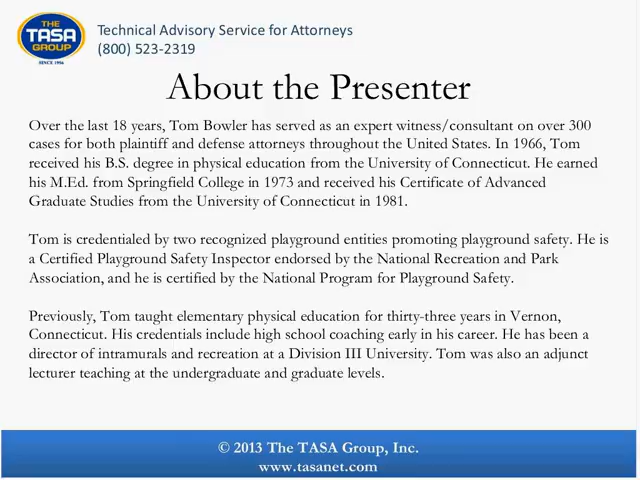 THE
TASA
GROUP
SINCE 1956
Technical Advisory Service for Attorneys
(800) 523-2319
About the Presenter
Over the last 18 years, Tom Bowler has served as an expert witness/consultant on over 300
cases for both plaintiff and defense attorneys throughout the United States. In 1966, Tom
received his B.S. degree in physical education from the University of Connecticut. He earned
his M.Ed. from Springfield College in 1973 and received his Certificate of Advanced
Graduate Studies from the University of Connecticut in 1981.
Tom is credentialed by two recognized playground entities promoting playground safety. He is
a Certified Playground Safety Inspector endorsed by the National Recreation and Park
Association, and he is certified by the National Program for Playground Safety.
Previously, Tom taught elementary physical education for thirty-three years in Vernon,
Connecticut. His credentials include high school coaching early in his career. He has been a
director of intramurals and recreation at a Division III University. Tom was also an adjunct
lecturer teaching at the undergraduate and graduate levels.
© 2013 The TASA Group, Inc.
www.tasanet.com